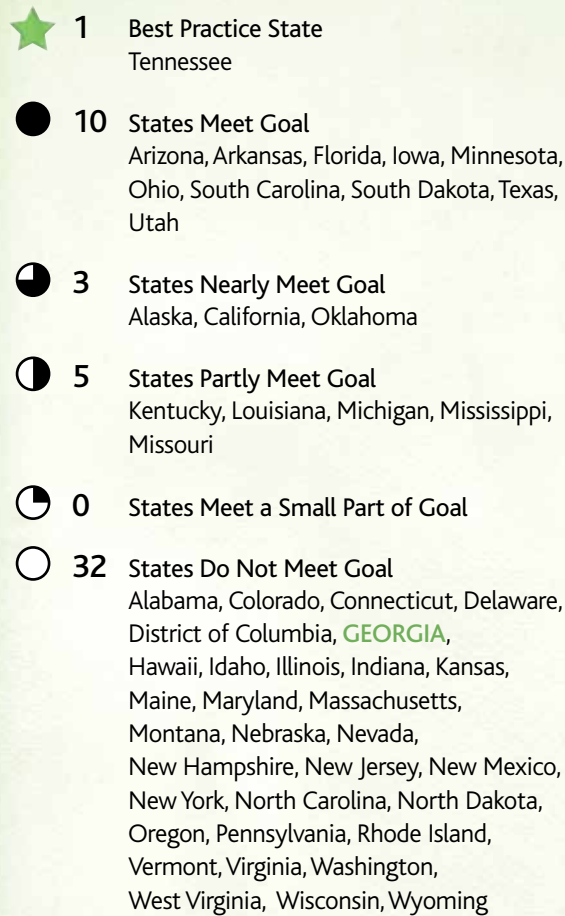 1 Best Practice State
Tennessee
10 States Meet Goal
Arizona, Arkansas, Florida, Iowa, Minnesota,
Ohio, South Carolina, South Dakota, Texas,
Utah
3 States Nearly Meet Goal
Alaska, California, Oklahoma
5 States Partly Meet Goal
Kentucky, Louisiana, Michigan, Mississippi,
Missouri
0 States Meet a Small Part of Goal
32 States Do Not Meet Goal
Alabama, Colorado, Connecticut, Delaware,
District of Columbia, GEORGIA,
Hawaii, Idaho, Illinois, Indiana, Kansas,
Maine, Maryland, Massachusetts,
Montana, Nebraska, Nevada,
New Hampshire, New Jersey, New Mexico,
New York, North Carolina, North Dakota,
Oregon, Pennsylvania, Rhode Island,
Vermont, Virginia, Washington,
West Virginia, Wisconsin, Wyoming